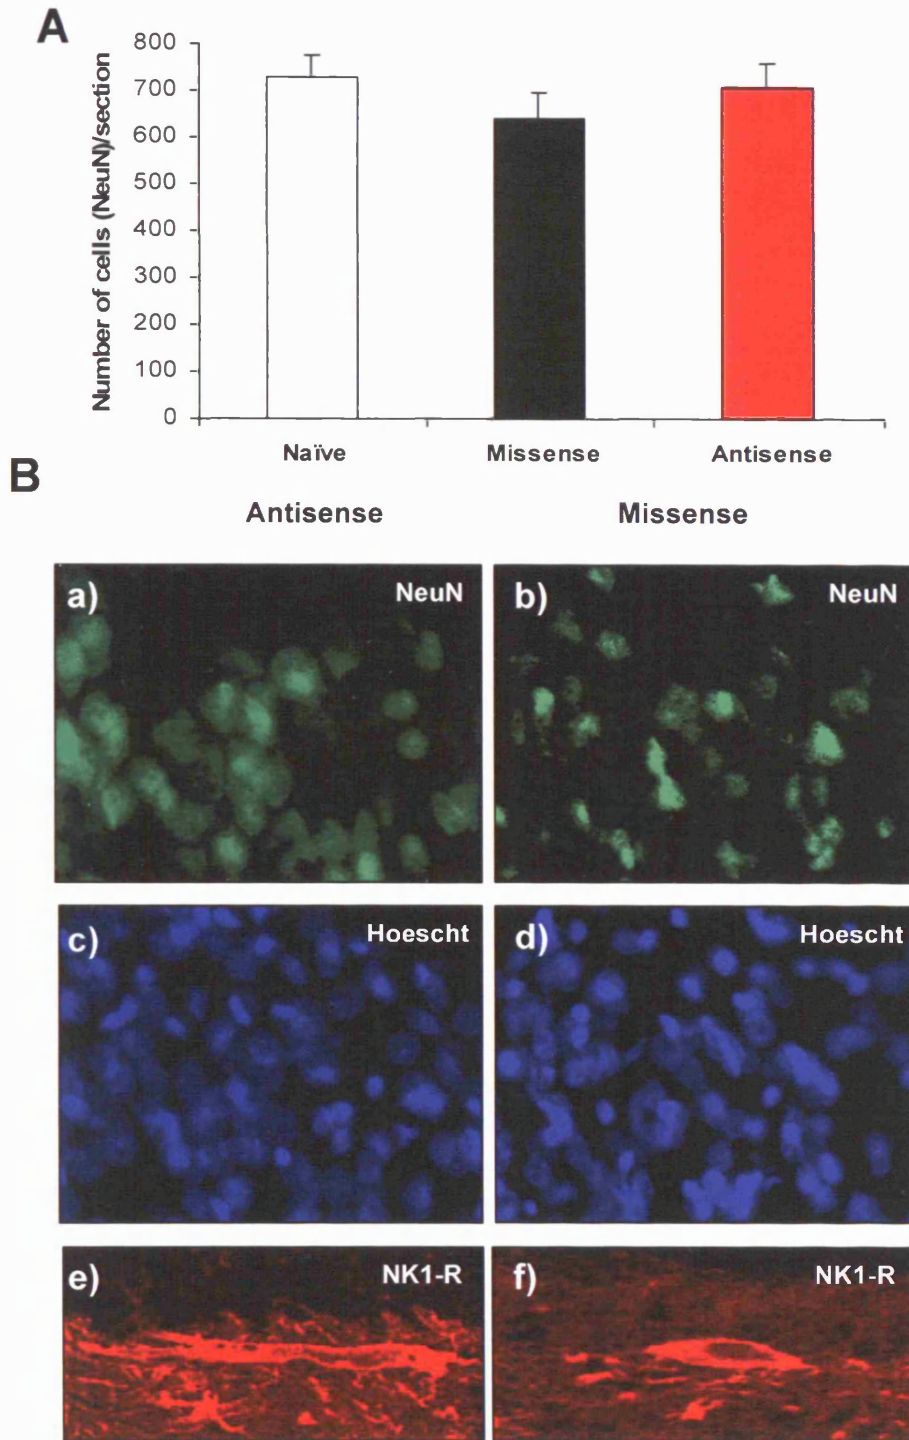 A
Number of cells (NeuN)/section
800
700
600
500
400
300
200
100
0
Naïve Missense Antisense
B
Antisense Missense
a) NeuN
b) NeuN
c) Hoescht
d) Hoescht
e) NK1-R
f) NK1-R